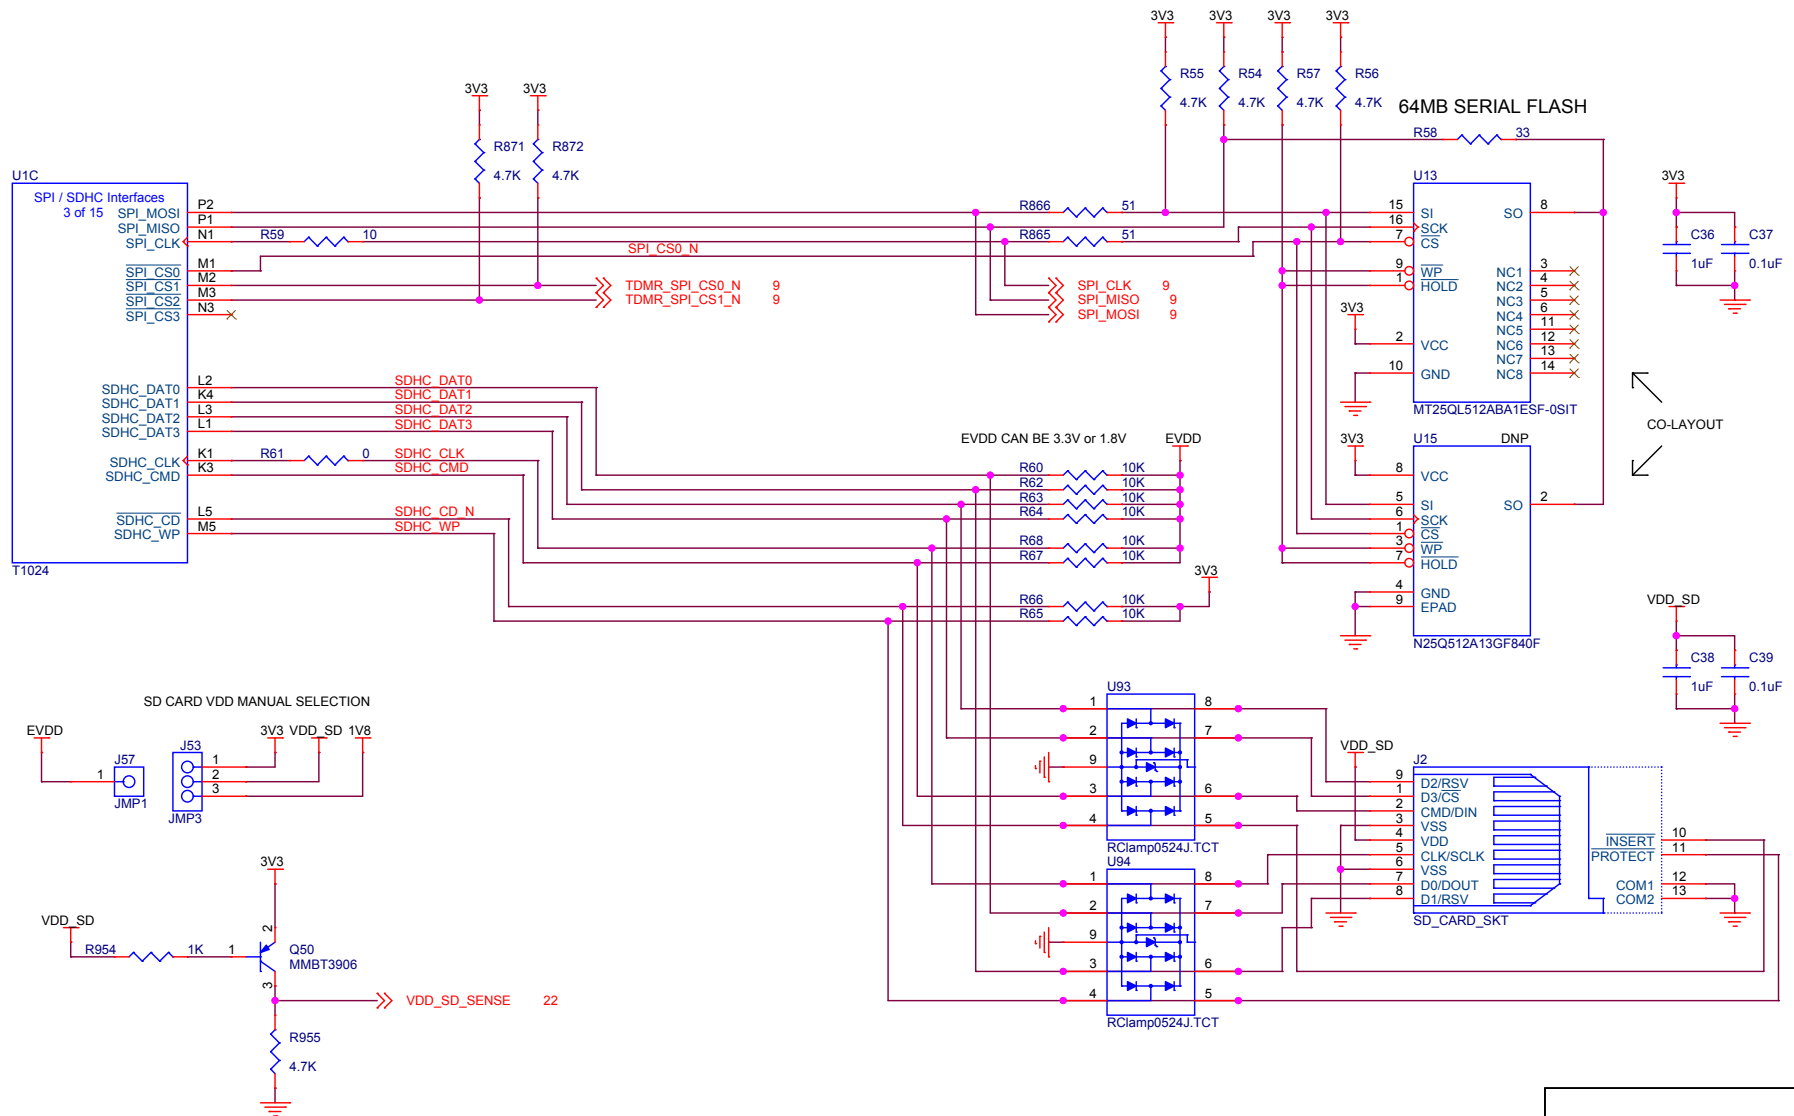 3V3 3V3 3V3 3V3
R55 R54 R57 R56
4.7K 4.7K 4.7K 4.7K
3V3 3V3
64MB SERIAL FLASH
R58 33
R871 R872
4.7K 4.7K
U1C
SPI / SDHC Interfaces
3 of 15
SPI_MOSI P2
SPI_MISO P1
SPI_CLK N1
SPI_CS0 M1
SPI_CS1 M2
SPI_CS2 M3
SPI_CS3 N3
R59 10
SPI_CS0_N
R866 51
R865 51
TDMR_SPI_CS0_N 9
TDMR_SPI_CS1_N 9
SPI_CLK 9
SPI_MISO 9
SPI_MOSI 9
U13
15 SI SO 8
16 SCK
7 CS
9 WP
1 HOLD
NC1 3
NC2 4
NC3 5
NC4 6
NC5 11
NC6 12
NC7 13
NC8 14
3V3
2 VCC
10 GND
MT25QL512ABA1ESF-0SIT
3V3
C36 C37
1uF 0.1uF
CO-LAYOUT
SDHC_DAT0 L2 SDHC_DAT0
SDHC_DAT1 K4 SDHC_DAT1
SDHC_DAT2 L3 SDHC_DAT2
SDHC_DAT3 L1 SDHC_DAT3
SDHC_CLK K1 R61 0 SDHC_CLK
SDHC_CMD K3 SDHC_CMD
SDHC_CD L5 SDHC_CD_N
SDHC_WP M5 SDHC_WP
T1024
EVDD CAN BE 3.3V or 1.8V EVDD
R60 10K
R62 10K
R63 10K
R64 10K
R68 10K
R67 10K
3V3
R66 10K
R65 10K
3V3
U15 DNP
8 VCC
5 SI SO 2
6 SCK
1 CS
3 WP
7 HOLD
4 GND
9 EPAD
N25Q512A13GF840F
VDD_SD
C38 C39
1uF 0.1uF
SD CARD VDD MANUAL SELECTION
EVDD
J57
1
JMP1
J53
3V3 VDD_SD 1V8
1
2
3
JMP3
U93
1 8
2 7
9
3 6
4 5
RClamp0524J.TCT
U94
1 8
2 7
9
3 6
4 5
RClamp0524J.TCT
VDD_SD
J2
9 D2/RSV
1 D3/CS
2 CMD/DIN
3 VSS
4 VDD
5 CLK/SCLK
6 VSS
7 D0/DOUT
8 D1/RSV
INSERT 10
PROTECT 11
COM1 12
COM2 13
SD_CARD_SKT
3V3
VDD_SD
R954 1K 1
2
3
Q50
MMBT3906
VDD_SD_SENSE 22
R955
4.7K